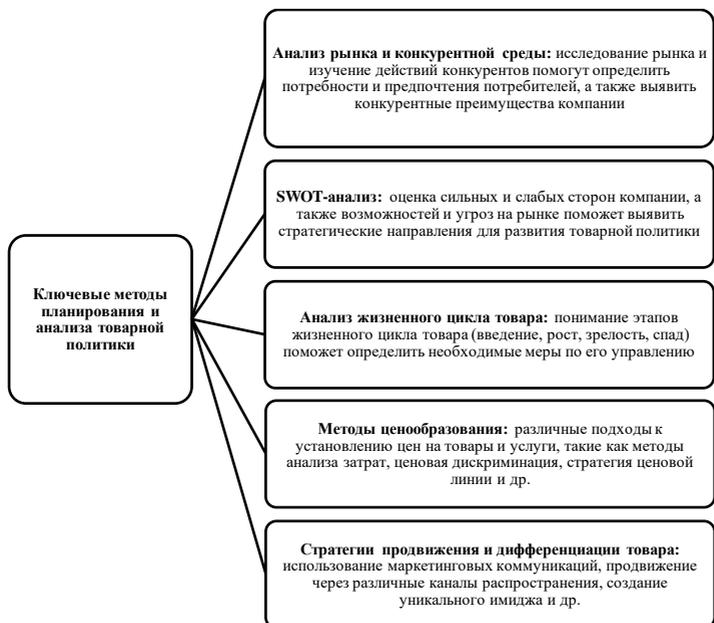 Ключевые методы
планирования и
анализа товарной
политики
Анализ рынка и конкурентной среды: исследование рынка и
изучение действий конкурентов помогут определить
потребности и предпочтения потребителей, а также выявить
конкурентные преимущества компании
SWOT-анализ: оценка сильных и слабых сторон компании, а
также возможностей и угроз на рынке поможет выявить
стратегические направления для развития товарной политики
Анализ жизненного цикла товара: понимание этапов
жизненного цикла товара (введение, рост, зрелость, спад)
поможет определить необходимые меры по его управлению
Методы ценообразования: различные подходы к
установлению цен на товары и услуги, такие как методы
анализа затрат, ценовая дискриминация, стратегия ценовой
линии и др.
Стратегии продвижения и дифференциации товара:
использование маркетинговых коммуникаций, продвижение
через различные каналы распространения, создание
уникального имиджа и др.